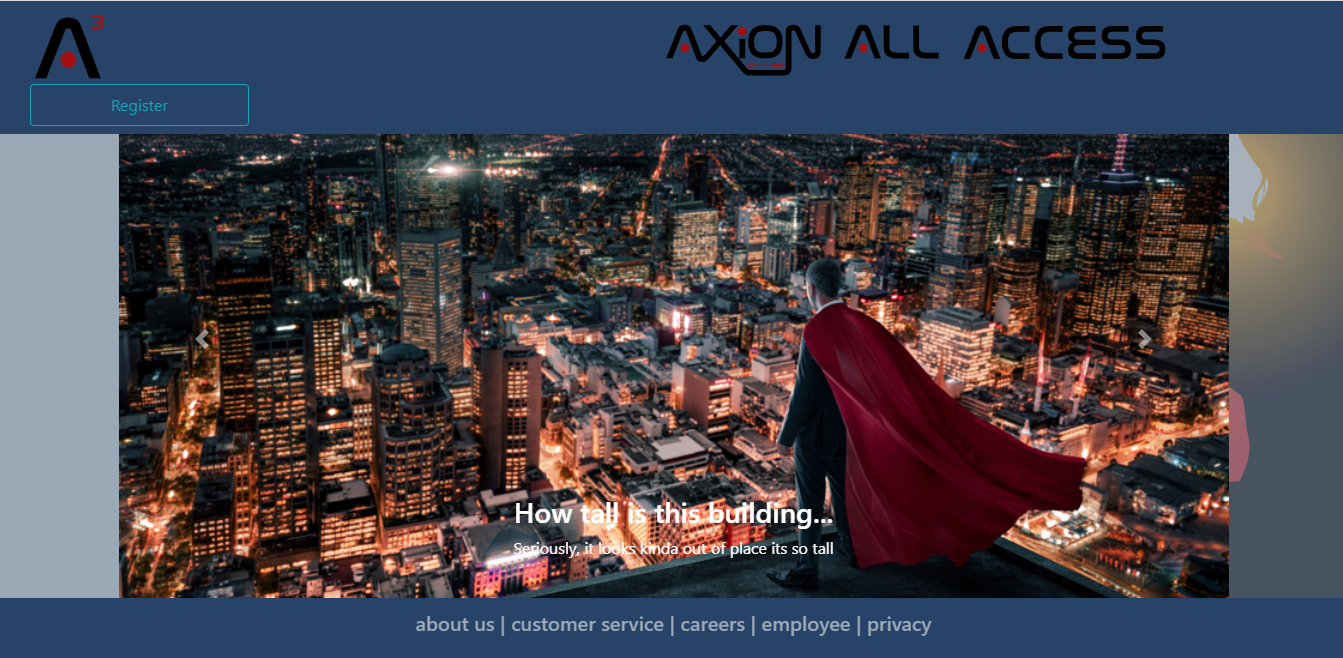 A3
AXiON ALL ACCESS
Register
How tall is this building...
Seriously, it looks kinda out of place its so tall
about us | customer service | careers | employee | privacy